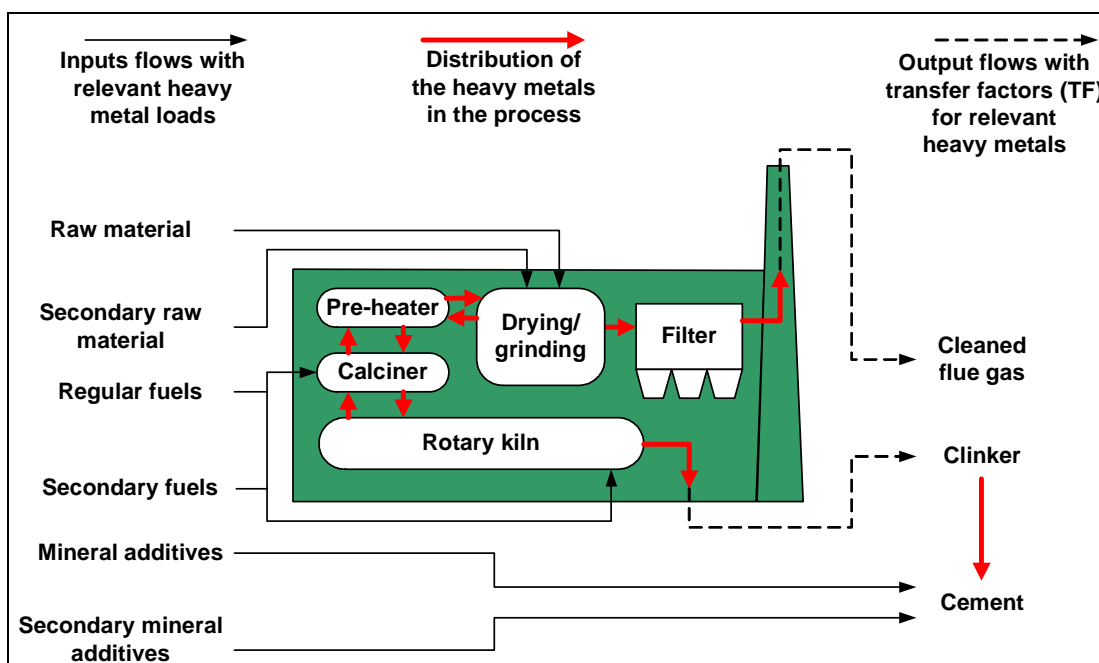 Inputs flows with
relevant heavy
metal loads
Distribution of
the heavy metals
in the process
Output flows with
transfer factors (TF)
for relevant
heavy metals
Raw material
Secondary raw
material
Regular fuels
Secondary fuels
Mineral additives
Secondary mineral
additives
Pre-heater
Calciner
Rotary kiln
Drying/
grinding
Filter
Cleaned
flue gas
Clinker
Cement